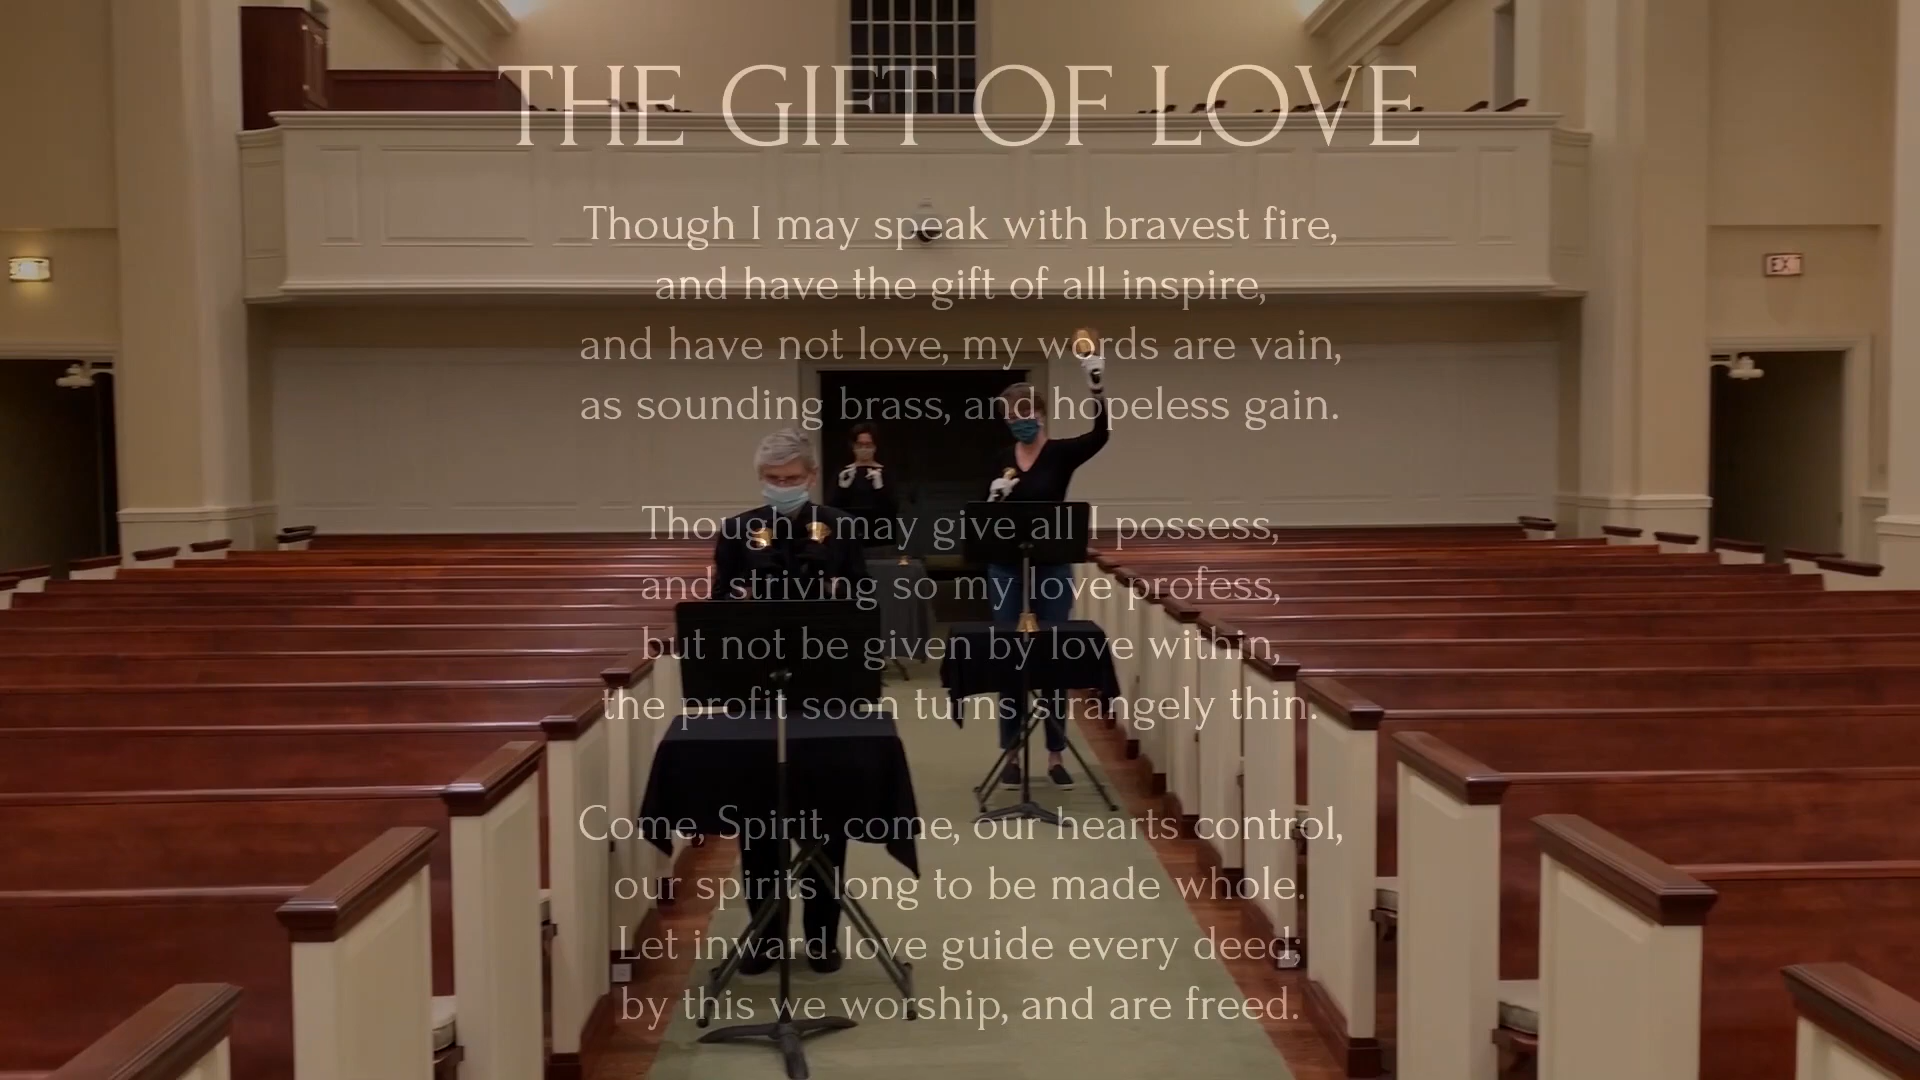 THE GIFT OF LOVE
Though I may speak with bravest fire,
and have the gift of all inspire,
and have not love, my words are vain,
as sounding brass, and hopeless gain.
Though I may give all I possess,
and striving so my love profess,
but not be given by love within,
the profit soon turns strangely thin.
Come, Spirit, come, our hearts control,
our spirits long to be made whole.
Let inward love guide every deed;
by this we worship, and are freed.
EXIT